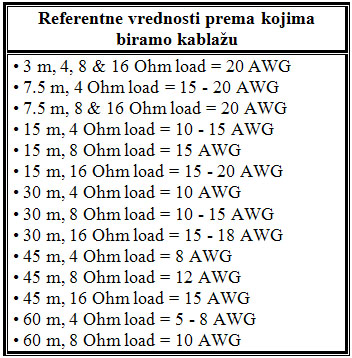 Referentne vrednosti prema kojima
biramo kablažu
• 3 m, 4, 8 & 16 Ohm load = 20 AWG
• 7.5 m, 4 Ohm load = 15 - 20 AWG
• 7.5 m, 8 & 16 Ohm load = 20 AWG
• 15 m, 4 Ohm load = 10 - 15 AWG
• 15 m, 8 Ohm load = 15 AWG
• 15 m, 16 Ohm load = 15 - 20 AWG
• 30 m, 4 Ohm load = 10 AWG
• 30 m, 8 Ohm load = 10 - 15 AWG
• 30 m, 16 Ohm load = 15 - 18 AWG
• 45 m, 4 Ohm load = 8 AWG
• 45 m, 8 Ohm load = 12 AWG
• 45 m, 16 Ohm load = 15 AWG
• 60 m, 4 Ohm load = 5 - 8 AWG
• 60 m, 8 Ohm load = 10 AWG